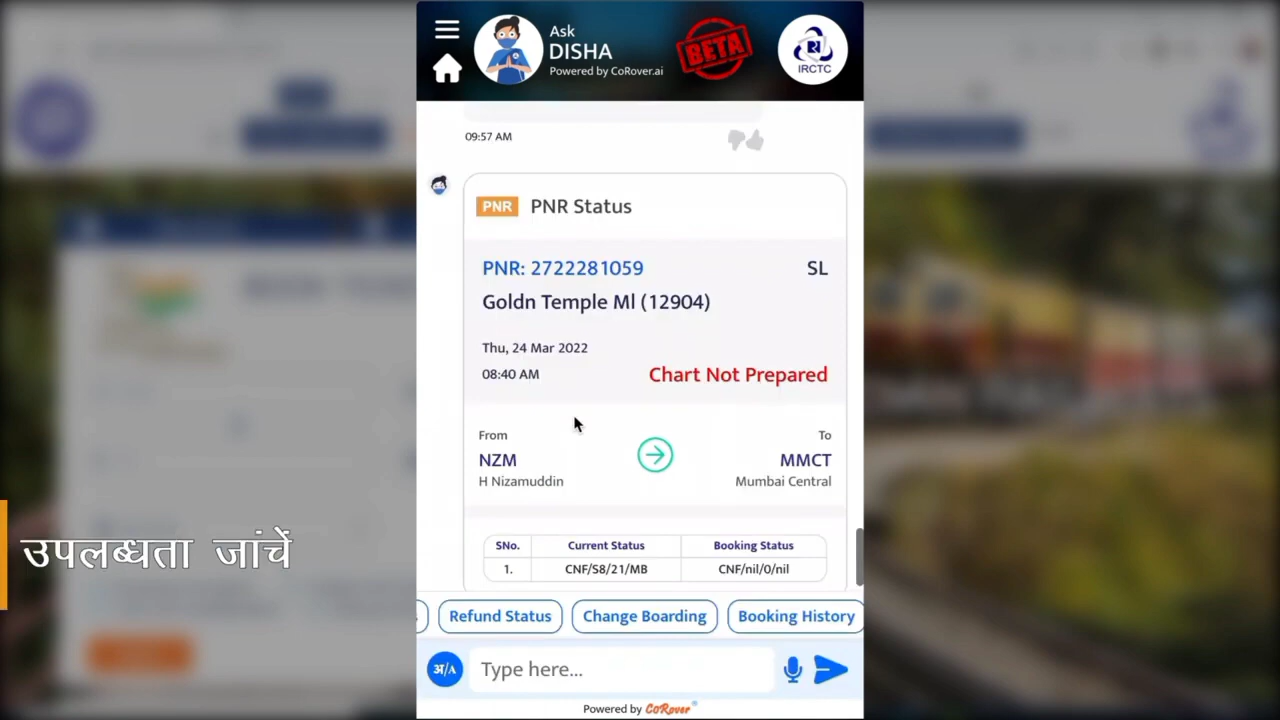 Ask
DISHA
Powered by CoRover.ai
BETA
IRCTC
09:57 AM
PNR PNR Status
PNR: 2722281059 SL
Goldn Temple Ml (12904)
Thu, 24 Mar 2022
08:40 AM Chart Not Prepared
From To
NZM MMCT
H Nizamuddin Mumbai Central
SNo. Current Status Booking Status
1. CNF/S8/21/MB CNF/nil/0/nil
उपलब्धता जांचें
Refund Status Change Boarding Booking History
अ/A Type here...
Powered by CoRover